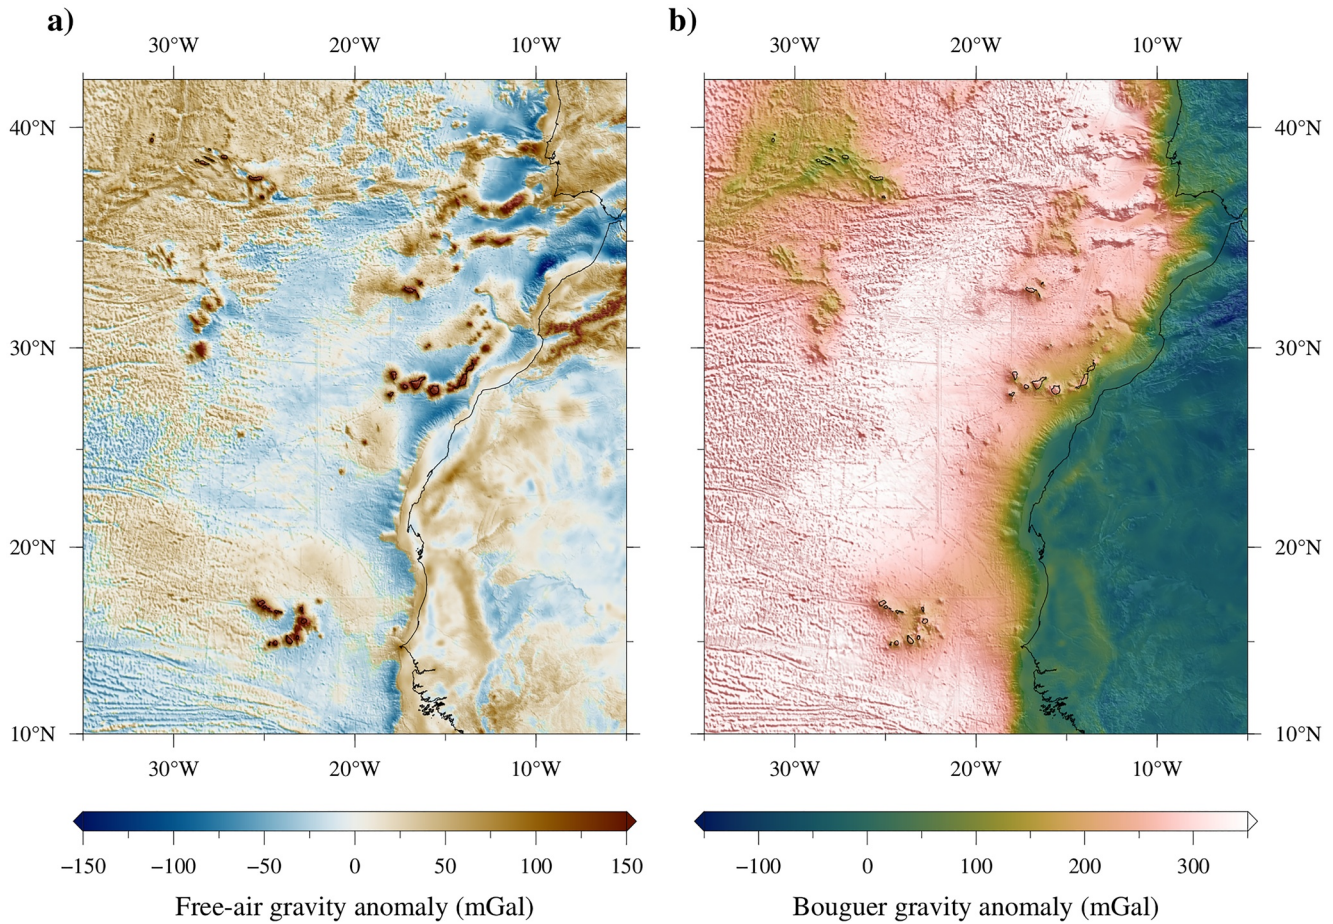 a) b)
30°W 20°W 10°W 30°W 20°W 10°W
40°N 40°N
30°N 30°N
20°N 20°N
10°N 10°N
30°W 20°W 10°W 30°W 20°W 10°W
−150 −100 −50 0 50 100 150 −100 0 100 200 300
Free-air gravity anomaly (mGal) Bouguer gravity anomaly (mGal)